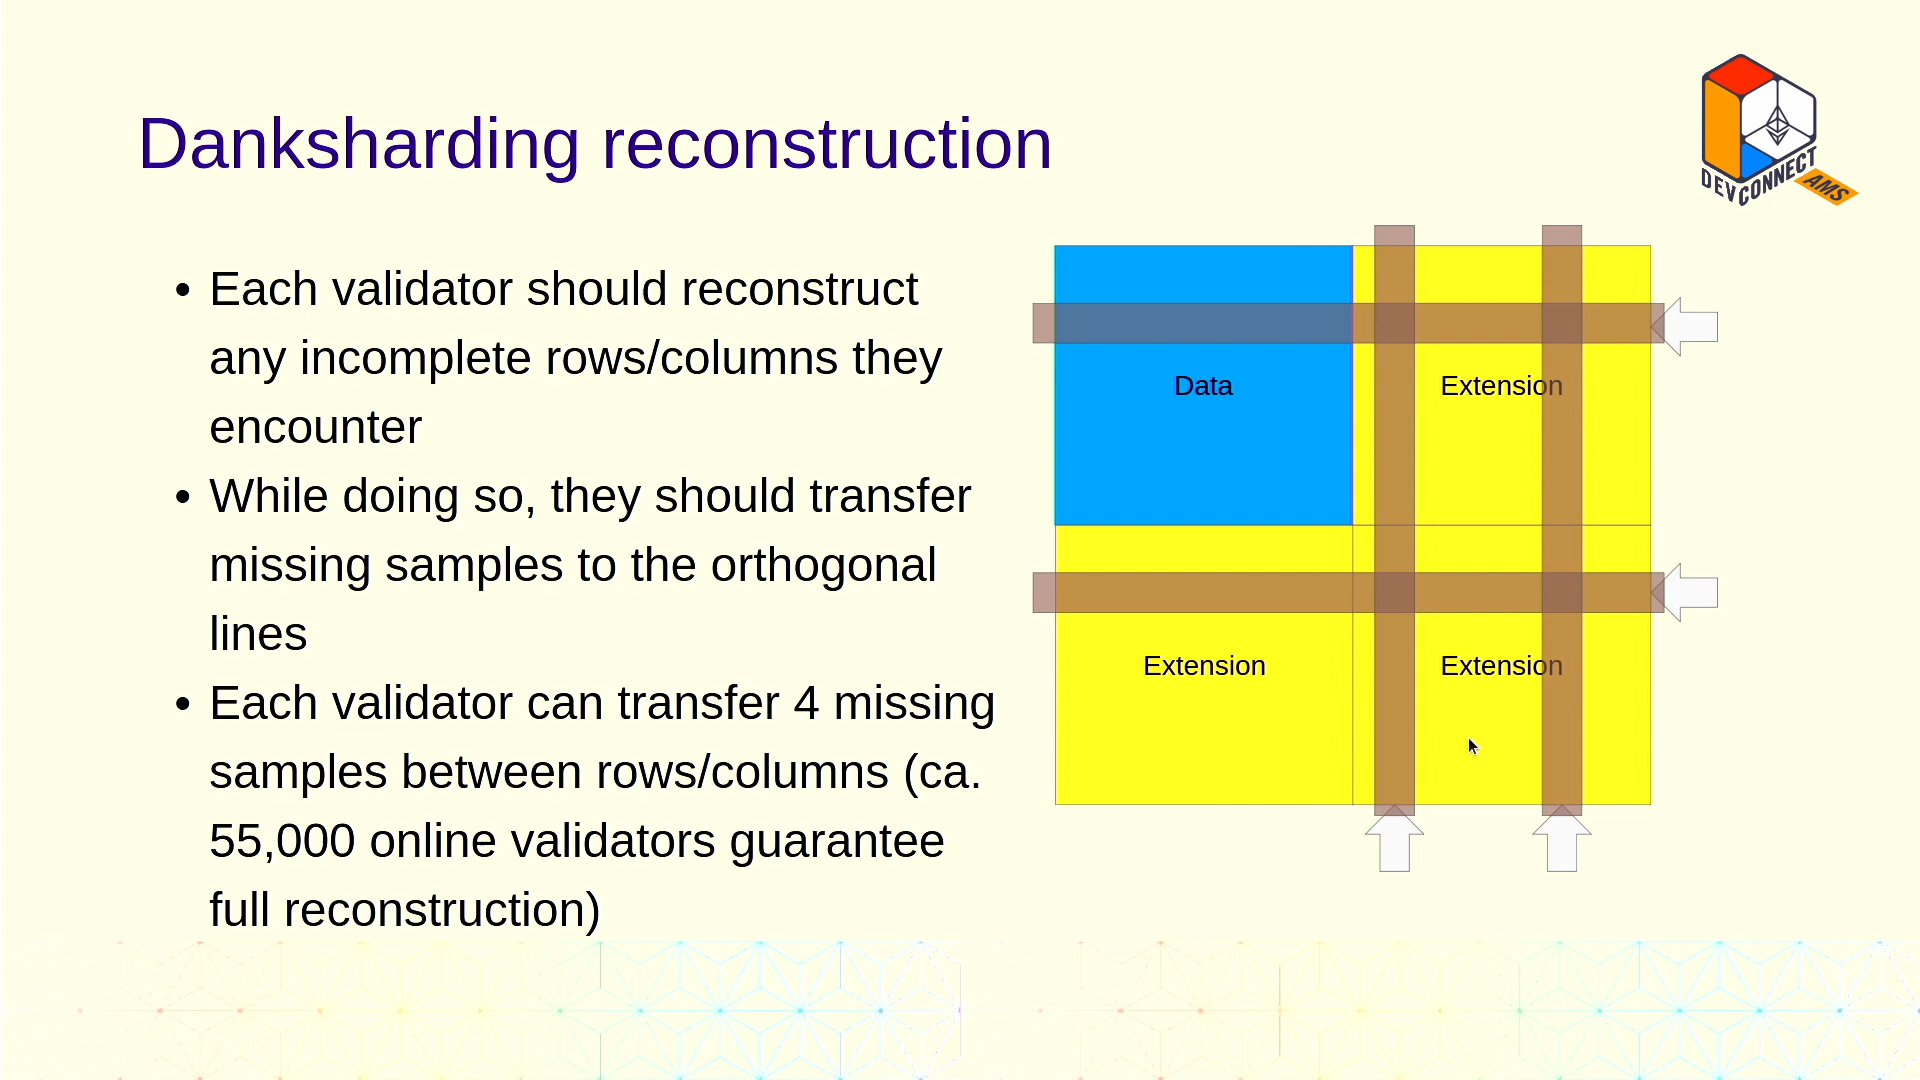 Danksharding reconstruction
DEVCONNECT
AMS
• Each validator should reconstruct
any incomplete rows/columns they
encounter
• While doing so, they should transfer
missing samples to the orthogonal
lines
• Each validator can transfer 4 missing
samples between rows/columns (ca.
55,000 online validators guarantee
full reconstruction)
Data
Extension
Extension
Extension